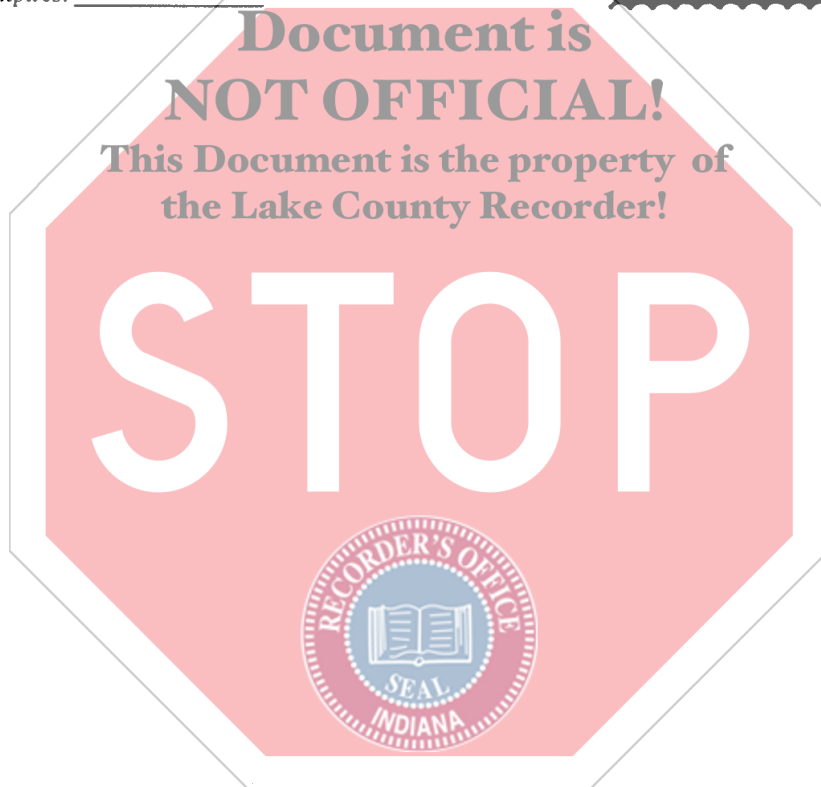 Document is
NOT OFFICIAL!
This Document is the property of
the Lake County Recorder!
STOP
RECORDER'S OFFICE
SEAL
INDIANA